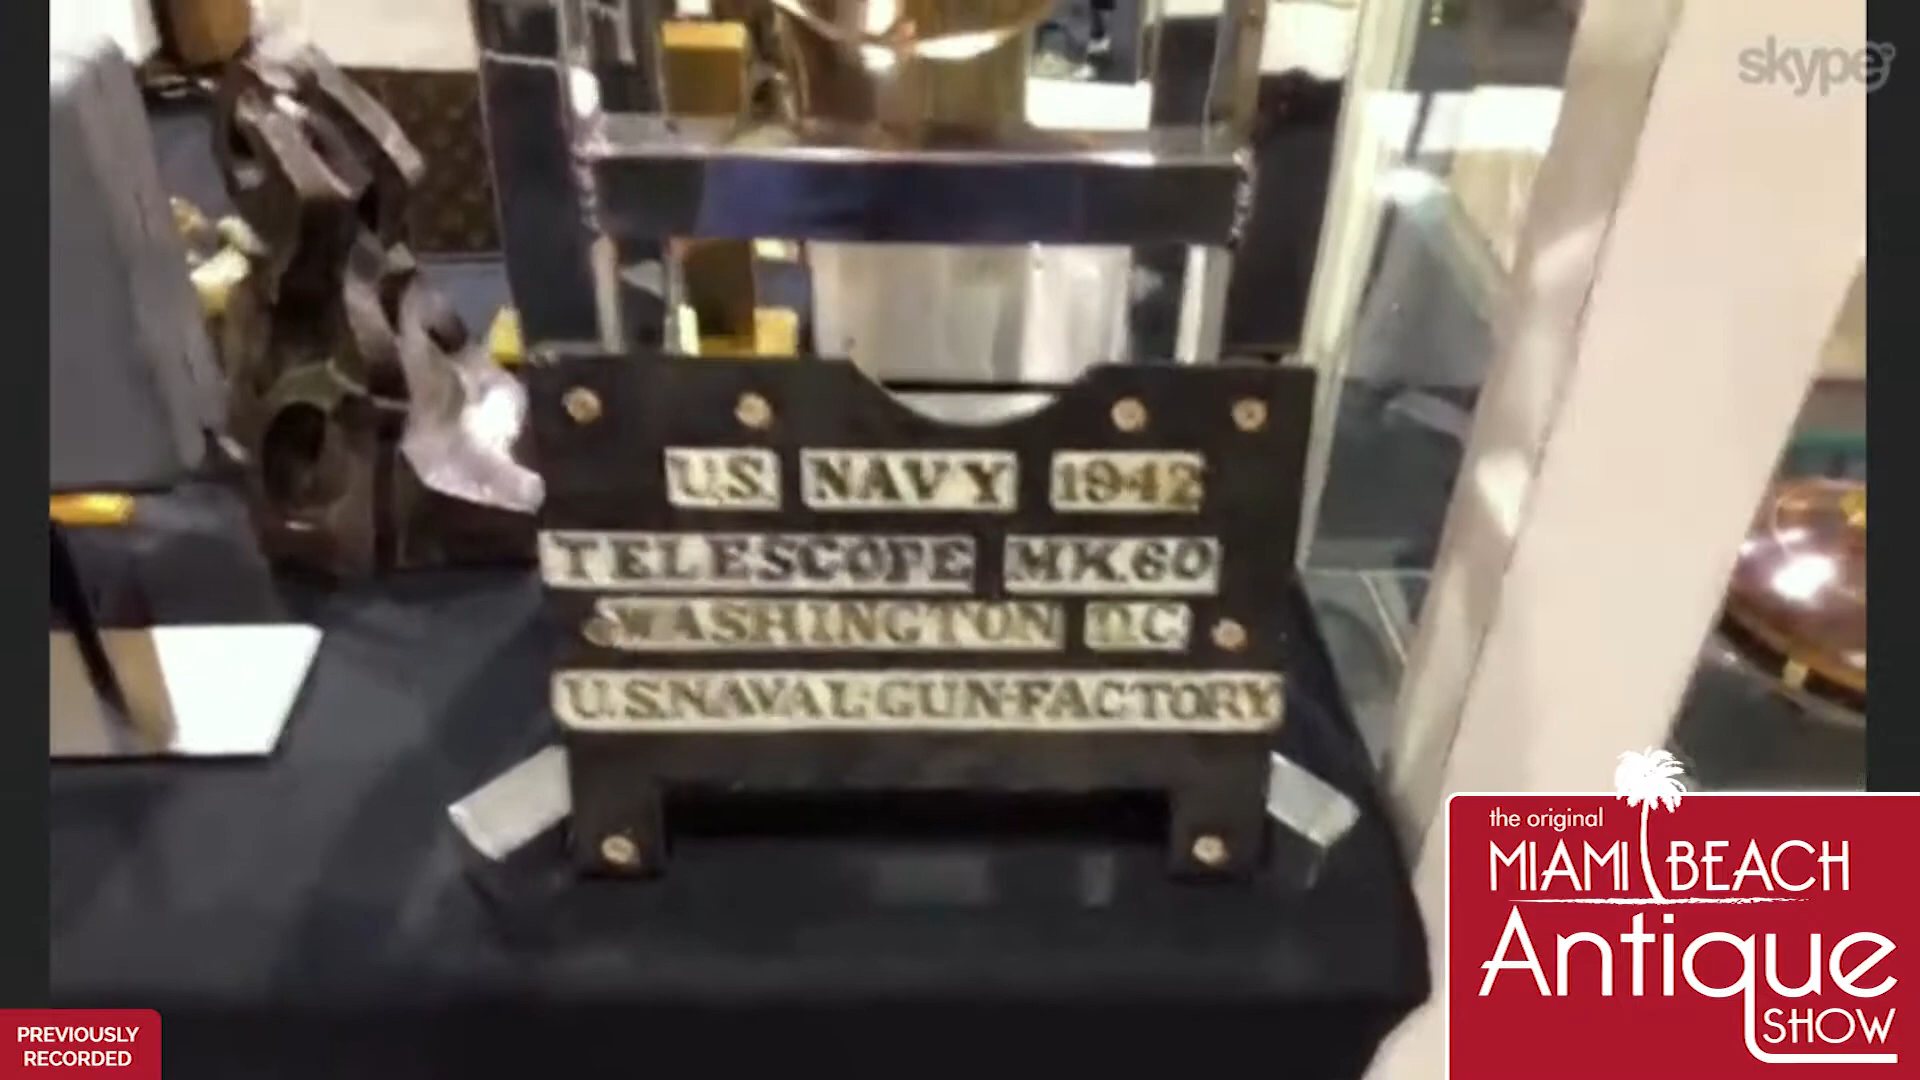 skype
U.S. NAVY 1942
TELESCOPE MK.60
WASHINGTON D.C.
U.S.NAVAL-GUN-FACTORY
the original
MIAMI BEACH
Antique
SHOW
PREVIOUSLY
RECORDED